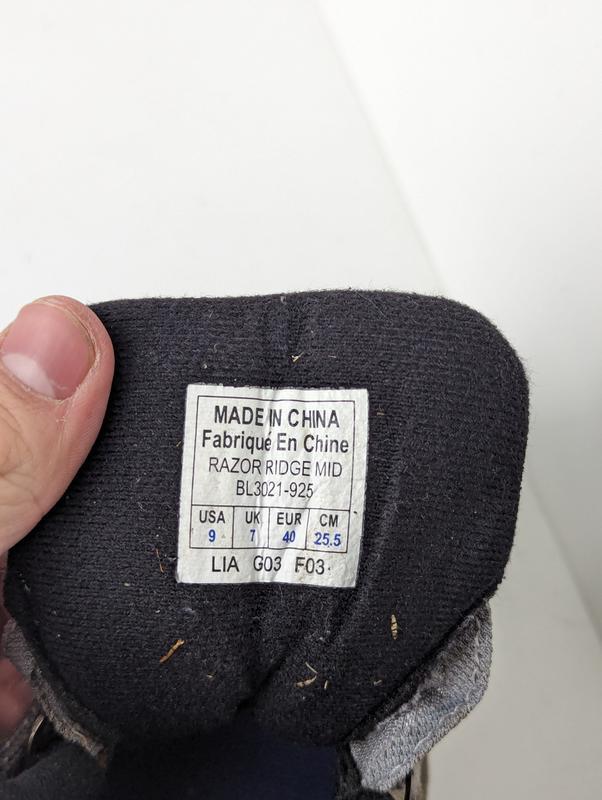 MADE IN CHINA
Fabriqué En Chine
RAZOR RIDGE MID
BL3021-925
USA UK EUR CM
9 7 40 25.5
LIA G03 F03